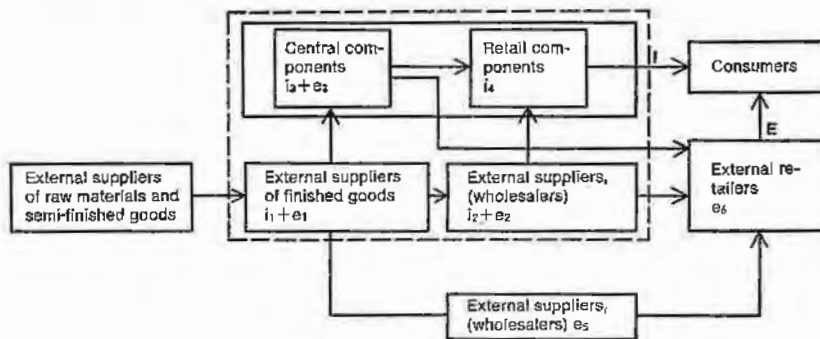 Central com-
ponents
i₃+e₃
Retail com-
ponents
i₄
I
Consumers
E
External suppliers
of raw materials and
semi-finished goods
External suppliers
of finished goods
i₁+e₁
External suppliers,
(wholesalers)
i₂+e₂
External re-
tailers
e₆
External suppliers,
(wholesalers) e₅